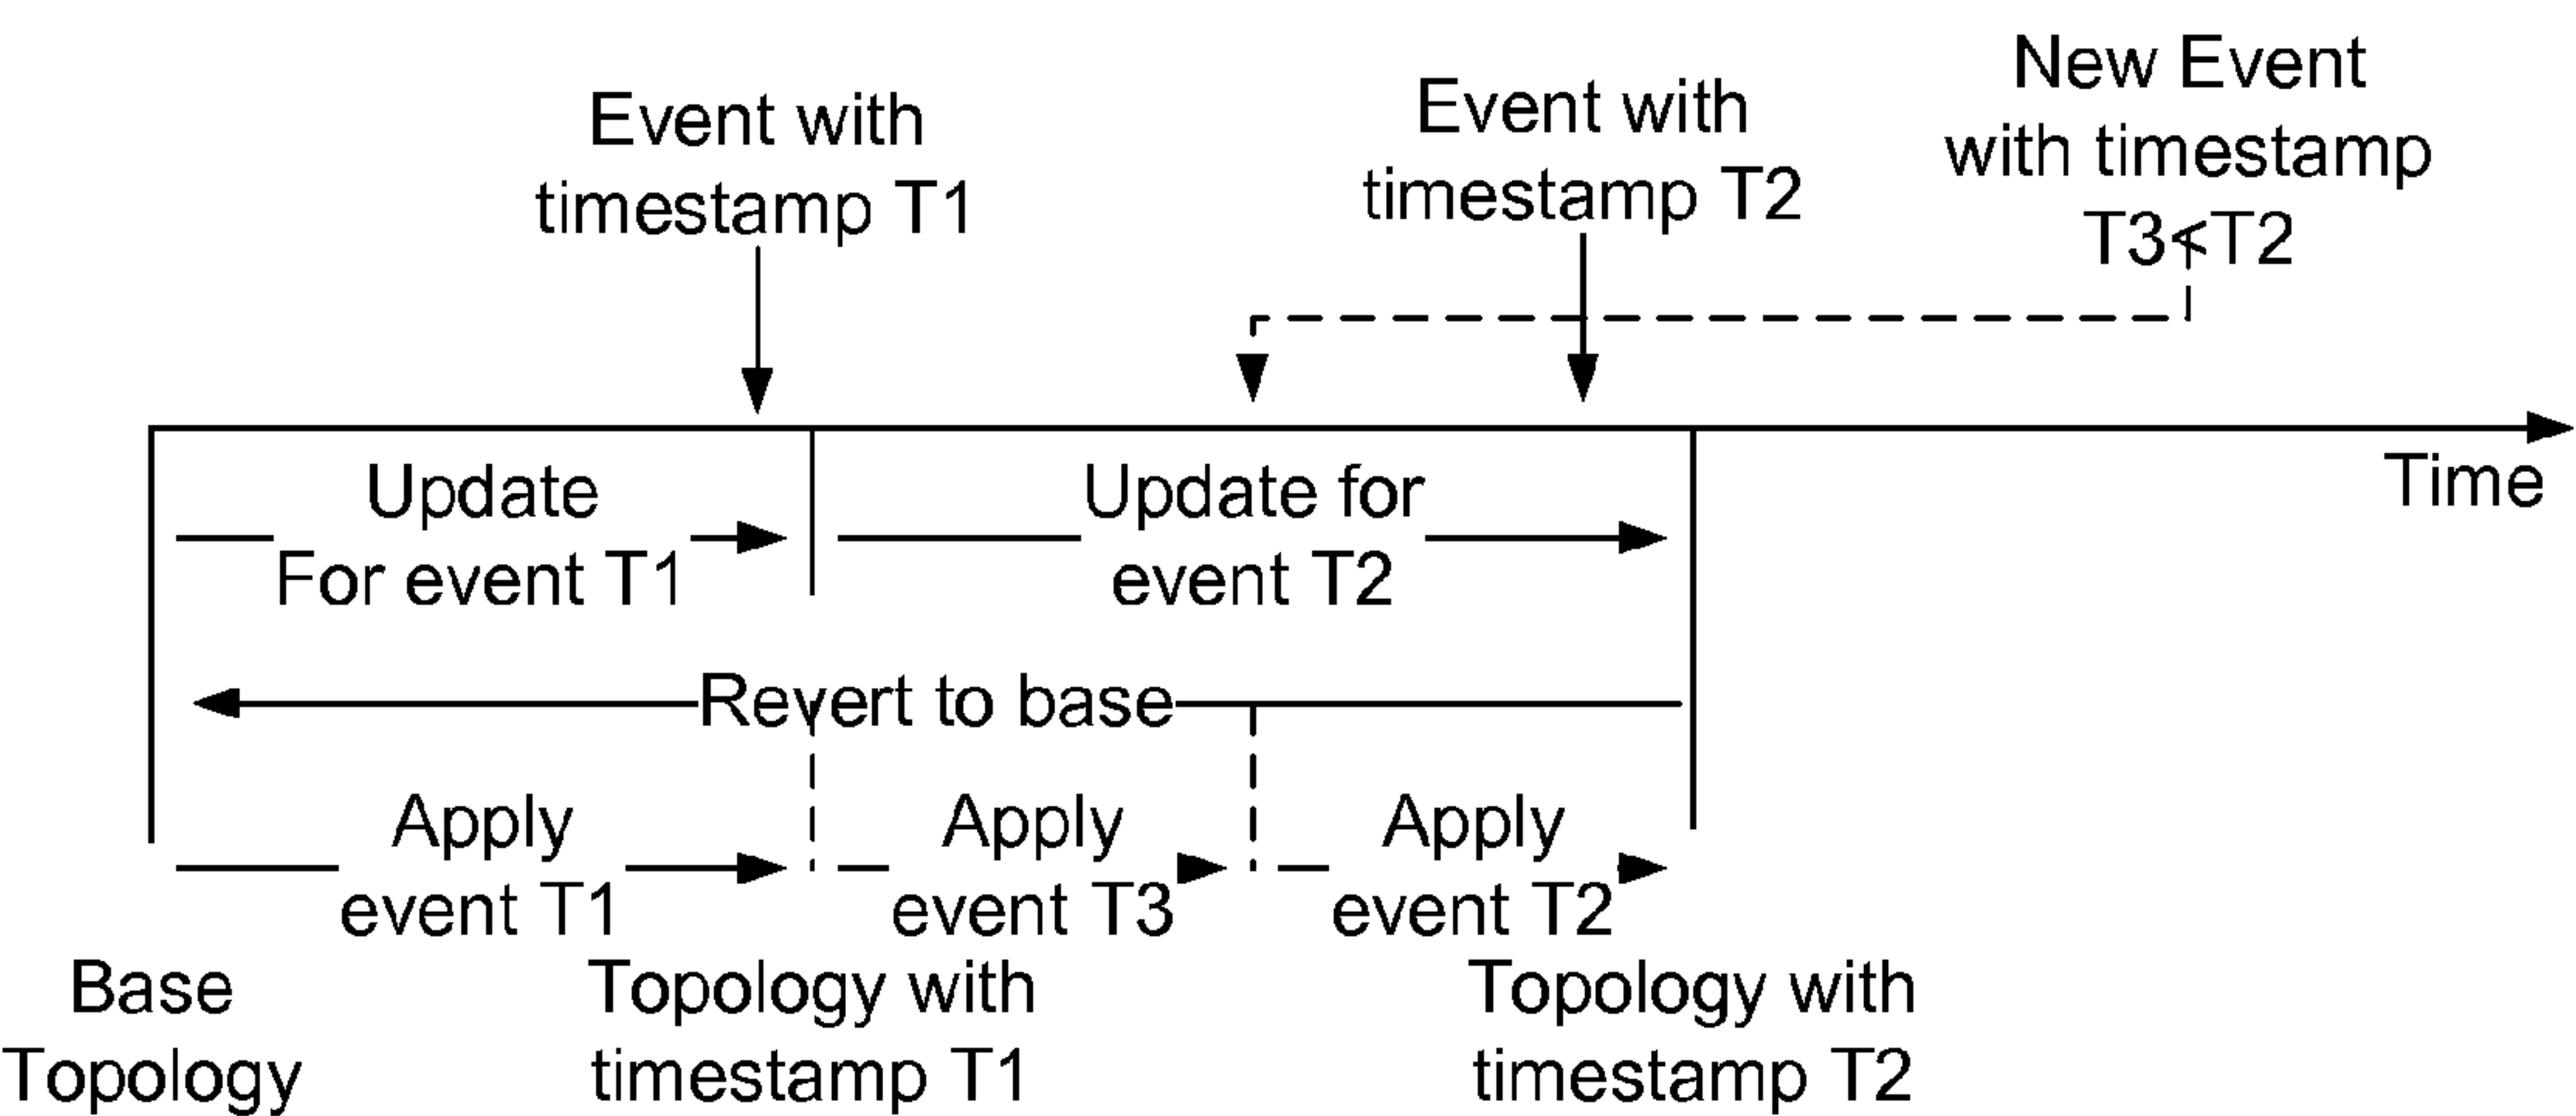 Event with
timestamp T1
Event with
timestamp T2
New Event
with timestamp
T3<T2
Time
Update
For event T1
Update for
event T2
Revert to base
Apply
event T1
Apply
event T3
Apply
event T2
Base
Topology
Topology with
timestamp T1
Topology with
timestamp T2